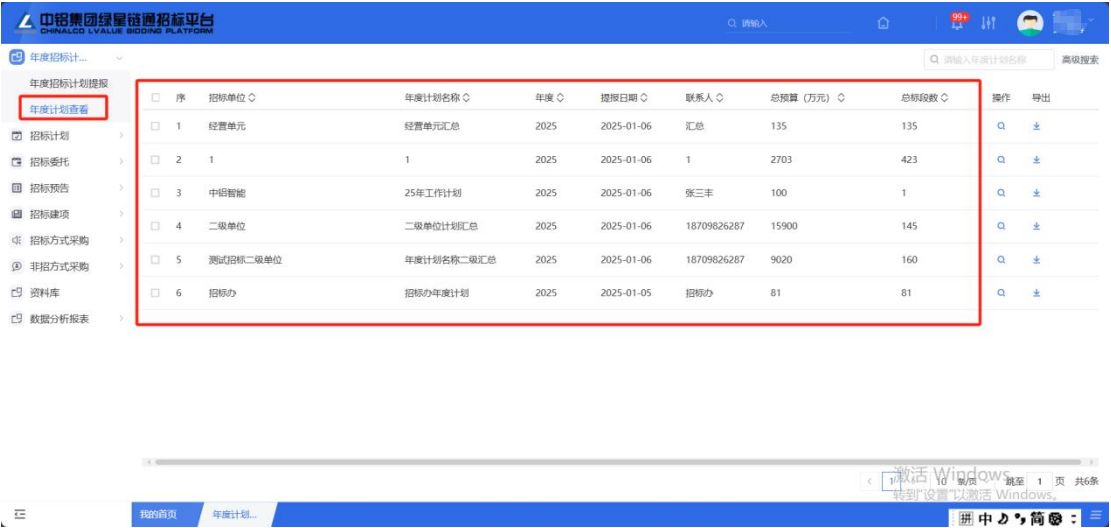 中铝集团绿星链通招标平台
CHINALCO LVALUE BIDDING PLATFORM
请输入
99+
年度招标计...
请输入年度计划名称
高级搜索
年度招标计划提报
年度计划查看
招标计划
招标委托
招标预告
招标建项
招标方式采购
非招方式采购
资料库
数据分析报表
序 招标单位 年度计划名称 年度 提报日期 联系人 总预算 (万元) 总标段数 操作 导出
1 经营单元 经营单元汇总 2025 2025-01-06 汇总 135 135
2 1 1 2025 2025-01-06 1 2703 423
3 中铝智能 25年工作计划 2025 2025-01-06 张三丰 100 1
4 二级单位 二级单位计划汇总 2025 2025-01-06 18709826287 15900 145
5 测试招标二级单位 年度计划名称二级汇总 2025 2025-01-06 18709826287 9020 160
6 招标办 招标办年度计划 2025 2025-01-05 招标办 81 81
1 10 条/页 跳至 1 页 共6条
激活 Windows
转到"设置"以激活 Windows。
我的首页 年度计划...
拼 中 简